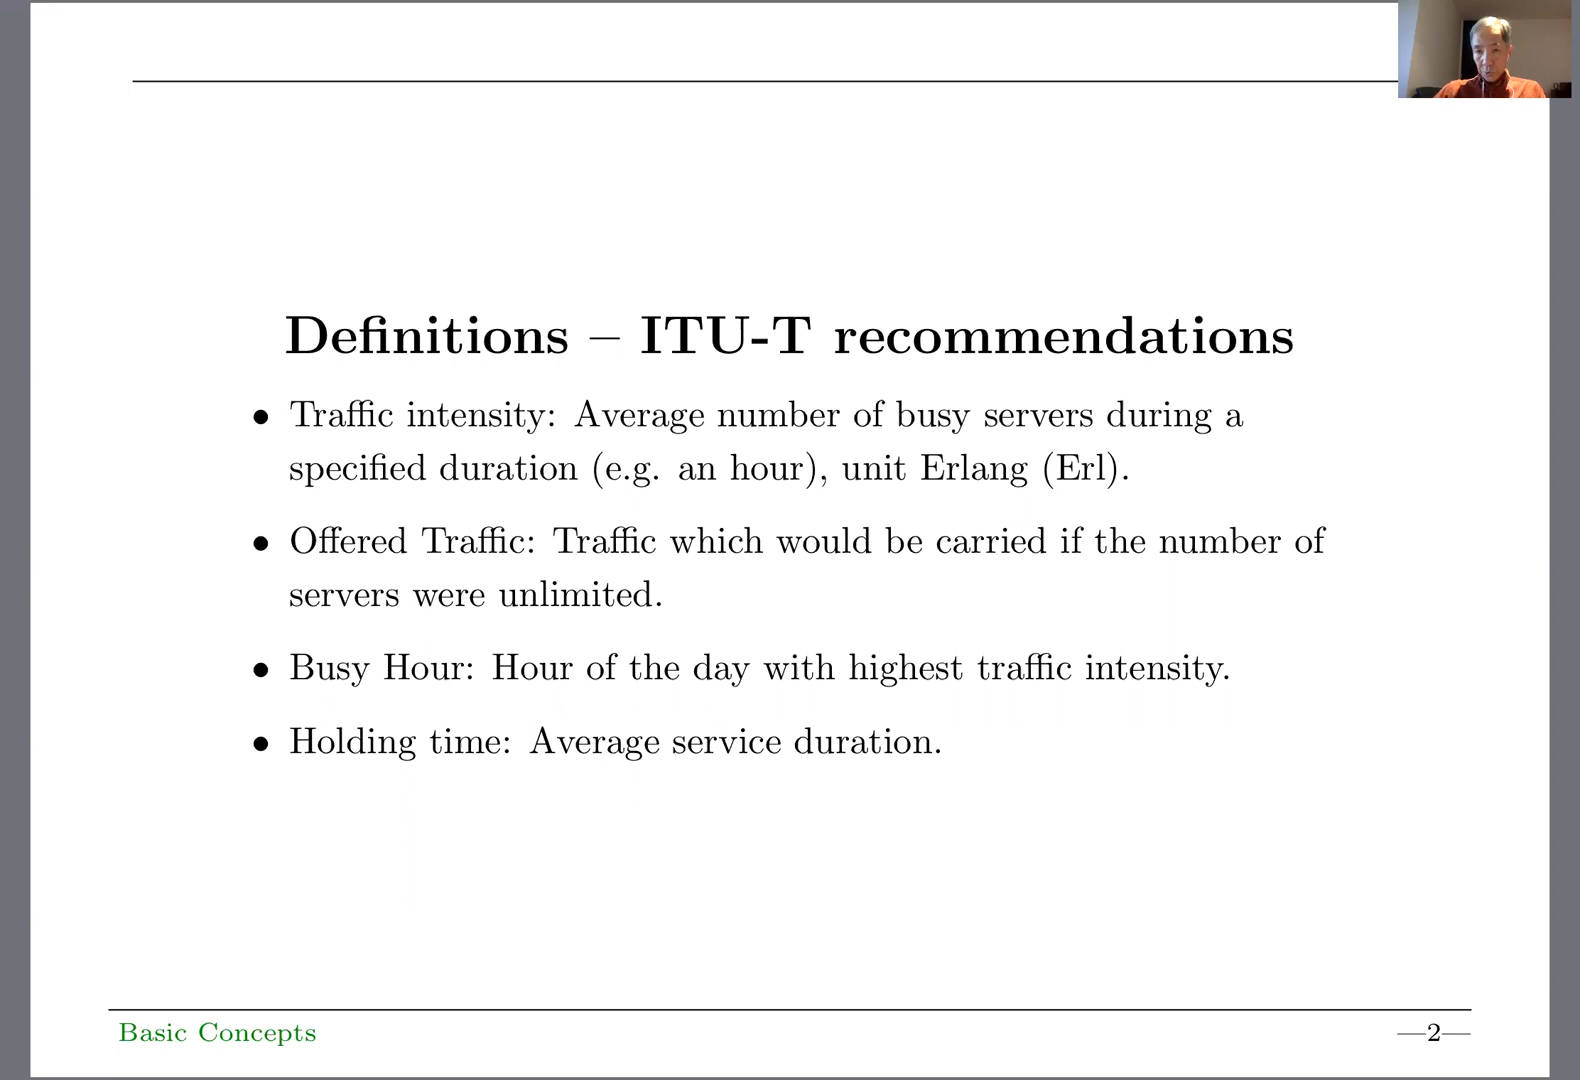 Definitions – ITU-T recommendations
• Traffic intensity: Average number of busy servers during a
specified duration (e.g. an hour), unit Erlang (Erl).
• Offered Traffic: Traffic which would be carried if the number of
servers were unlimited.
• Busy Hour: Hour of the day with highest traffic intensity.
• Holding time: Average service duration.
Basic Concepts
—2—